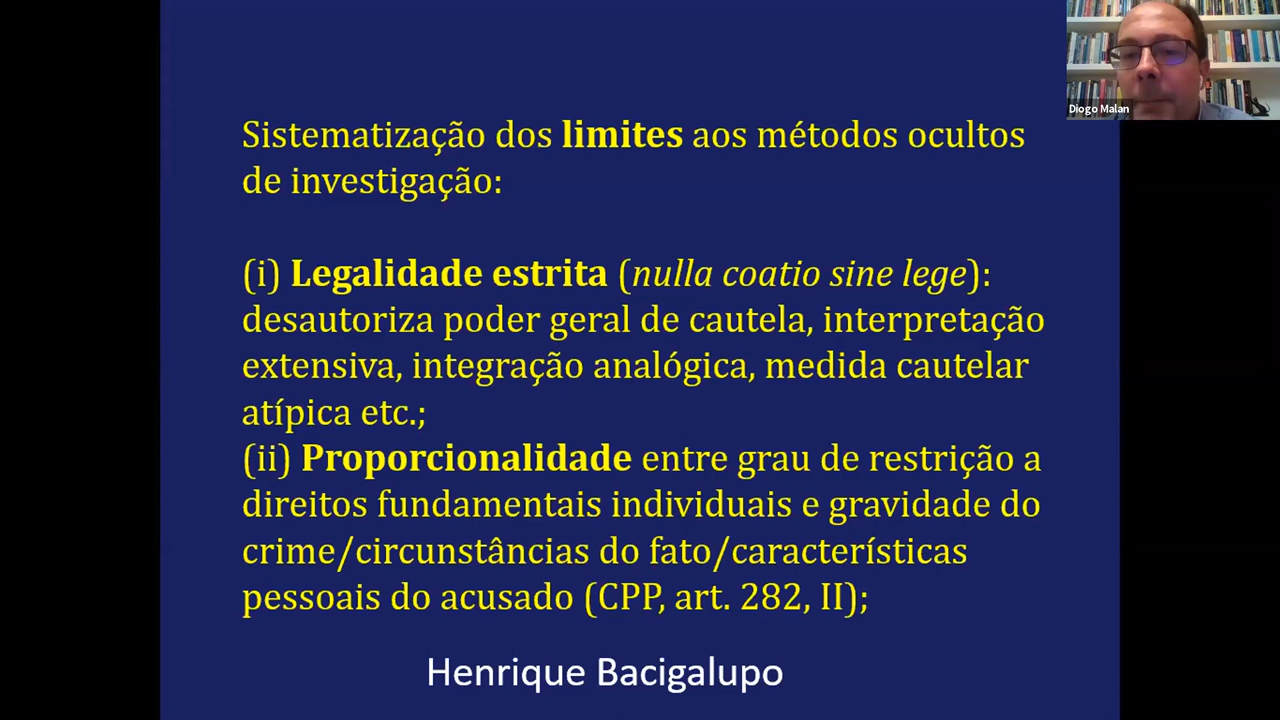 Diogo Malan
Sistematização dos limites aos métodos ocultos
de investigação:
(i) Legalidade estrita (nulla coatio sine lege):
desautoriza poder geral de cautela, interpretação
extensiva, integração analógica, medida cautelar
atípica etc.;
(ii) Proporcionalidade entre grau de restrição a
direitos fundamentais individuais e gravidade do
crime/circunstâncias do fato/características
pessoais do acusado (CPP, art. 282, II);
Henrique Bacigalupo